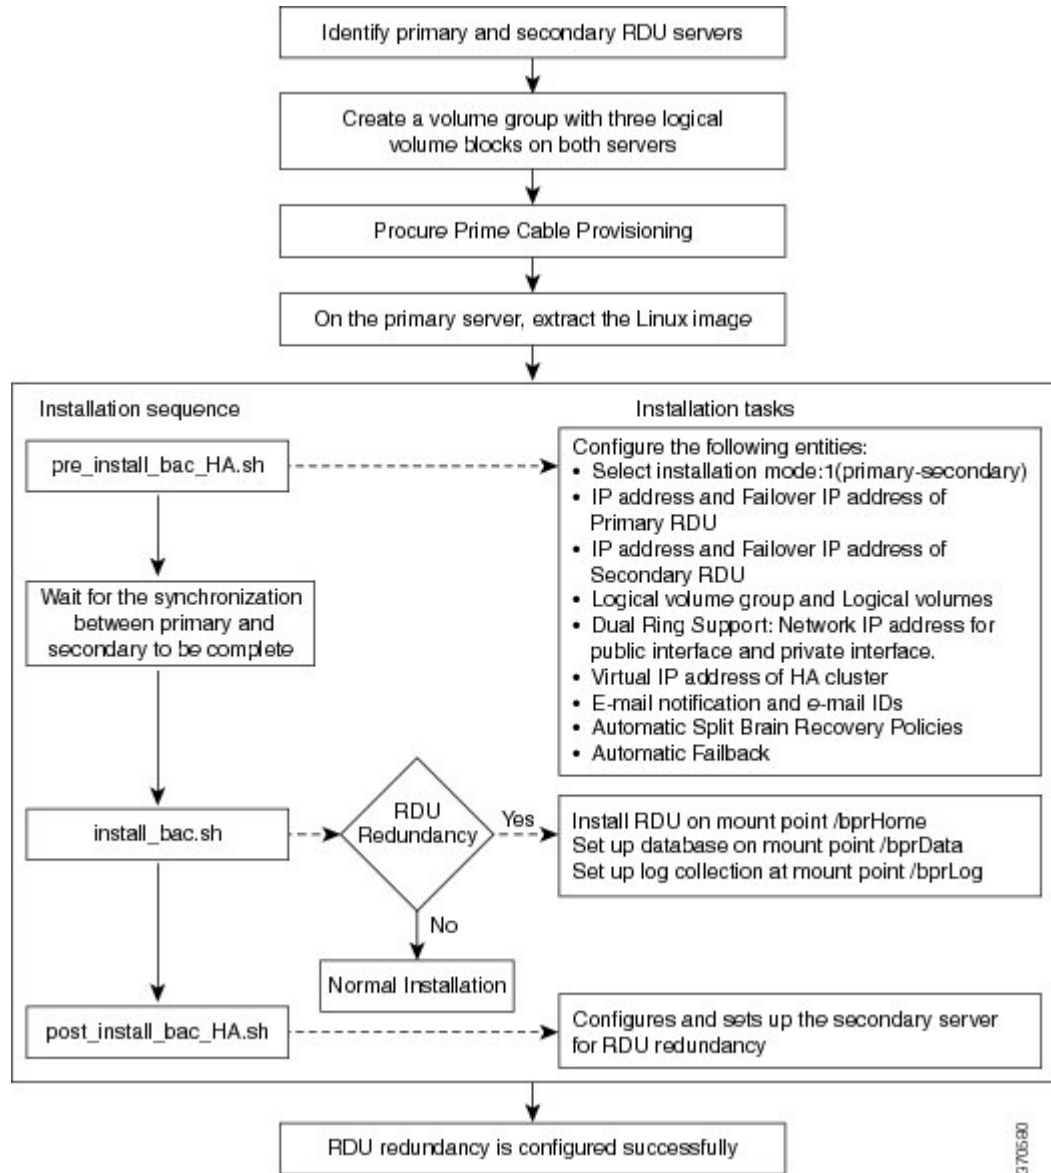 Identify primary and secondary RDU servers
Create a volume group with three logical
volume blocks on both servers
Procure Prime Cable Provisioning
On the primary server, extract the Linux image
Installation sequence
Installation tasks
pre_install_bac_HA.sh
Configure the following entities:
• Select installation mode:1(primary-secondary)
• IP address and Failover IP address of
Primary RDU
• IP address and Failover IP address of
Secondary RDU
• Logical volume group and Logical volumes
• Dual Ring Support: Network IP address for
public interface and private interface.
• Virtual IP address of HA cluster
• E-mail notification and e-mail IDs
• Automatic Split Brain Recovery Policies
• Automatic Failback
Wait for the synchronization
between primary and
secondary to be complete
install_bac.sh
RDU
Redundancy
Yes
Install RDU on mount point /bprHome
Set up database on mount point /bprData
Set up log collection at mount point /bprLog
No
Normal Installation
post_install_bac_HA.sh
Configures and sets up the secondary server
for RDU redundancy
RDU redundancy is configured successfully
370590